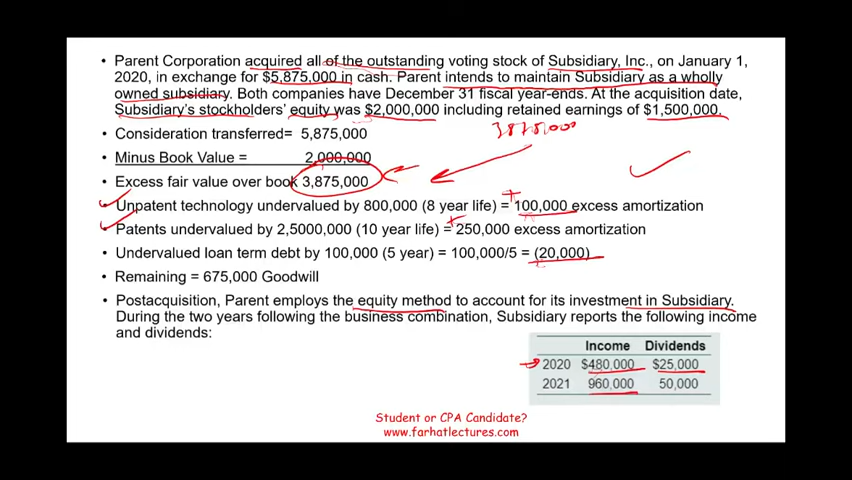 • Parent Corporation acquired all of the outstanding voting stock of Subsidiary, Inc., on January 1,
2020, in exchange for $5,875,000 in cash. Parent intends to maintain Subsidiary as a wholly
owned subsidiary. Both companies have December 31 fiscal year-ends. At the acquisition date,
Subsidiary's stockholders' equity was $2,000,000 including retained earnings of $1,500,000.
3875,000
• Consideration transferred= 5,875,000
• Minus Book Value = 2,000,000
• Excess fair value over book 3,875,000
• Unpatent technology undervalued by 800,000 (8 year life) = 100,000 excess amortization
• Patents undervalued by 2,5000,000 (10 year life) = 250,000 excess amortization
• Undervalued loan term debt by 100,000 (5 year) = 100,000/5 = (20,000)
• Remaining = 675,000 Goodwill
• Postacquisition, Parent employs the equity method to account for its investment in Subsidiary.
During the two years following the business combination, Subsidiary reports the following income
and dividends:
Income Dividends
2020 $480,000 $25,000
2021 960,000 50,000
Student or CPA Candidate?
www.farhatlectures.com